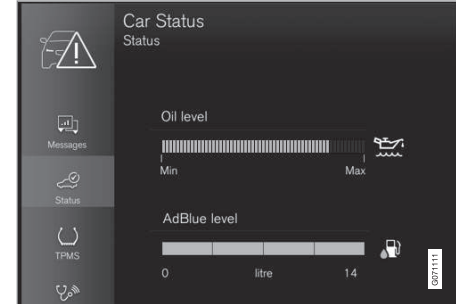 Car Status
Status
Messages
Status
TPMS
Oil level
Min Max
AdBlue level
0 litre 14
G071111